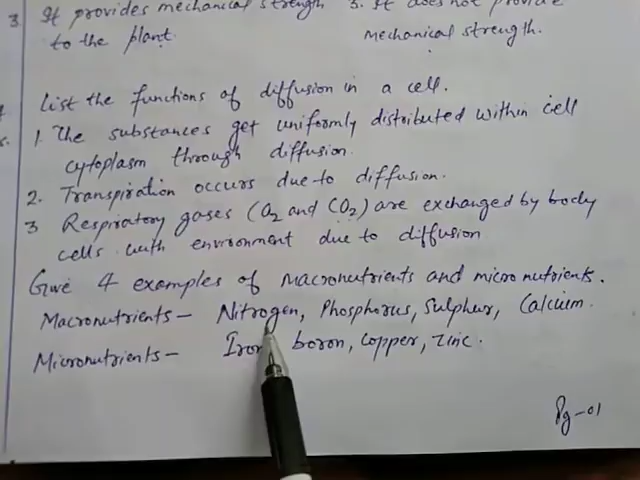 3. It provides mechanical strength 3. It does not provide
to the plant. mechanical strength.
List the functions of diffusion in a cell.
s. 1. The substances get uniformly distributed within cell
cytoplasm through diffusion.
2. Transpiration occurs due to diffusion.
3 Respiratory gases (O2 and CO2) are exchanged by body
cells with environment due to diffusion
Give 4 examples of macronutrients and micronutrients.
Macronutrients - Nitrogen, Phosphorus, Sulphur, Calcium.
Micronutrients - Iron boron, Copper, Zinc.
Pg-01